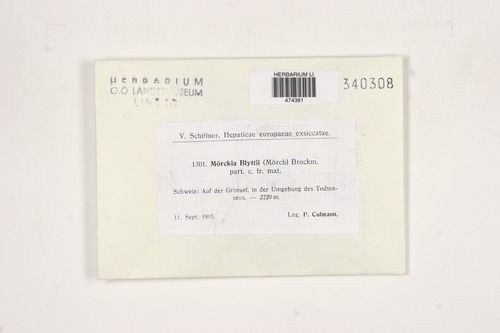 HERBARIUM
O.Ö LANDESMUSEUM
LINZ
HERBARIUM LI
474361
340308
V. Schiffner, Hepaticae europaeae exsiccatae.
1301. Mörckia Blyttii (Mörch) Brockm.
part. c. fr. mat.
Schweiz: Auf der Grimsel, in der Umgebung des Todten-
sees. — 2220 m.
11. Sept. Leg. P. Culmann.